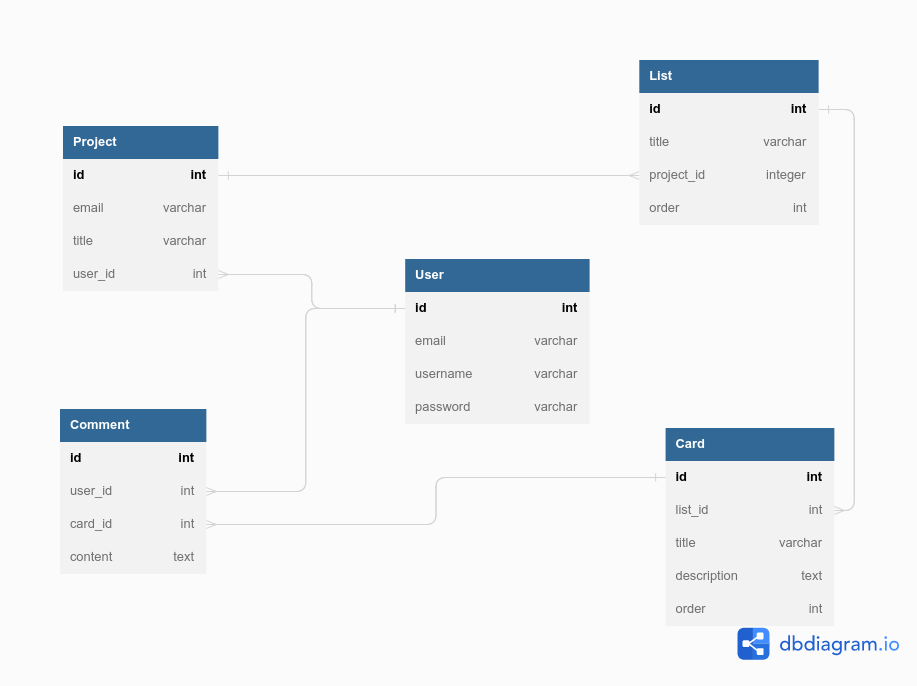 List
id int
title varchar
project_id integer
order int
Project
id int
email varchar
title varchar
user_id int
User
id int
email varchar
username varchar
password varchar
Comment
id int
user_id int
card_id int
content text
Card
id int
list_id int
title varchar
description text
order int
dbdiagram.io